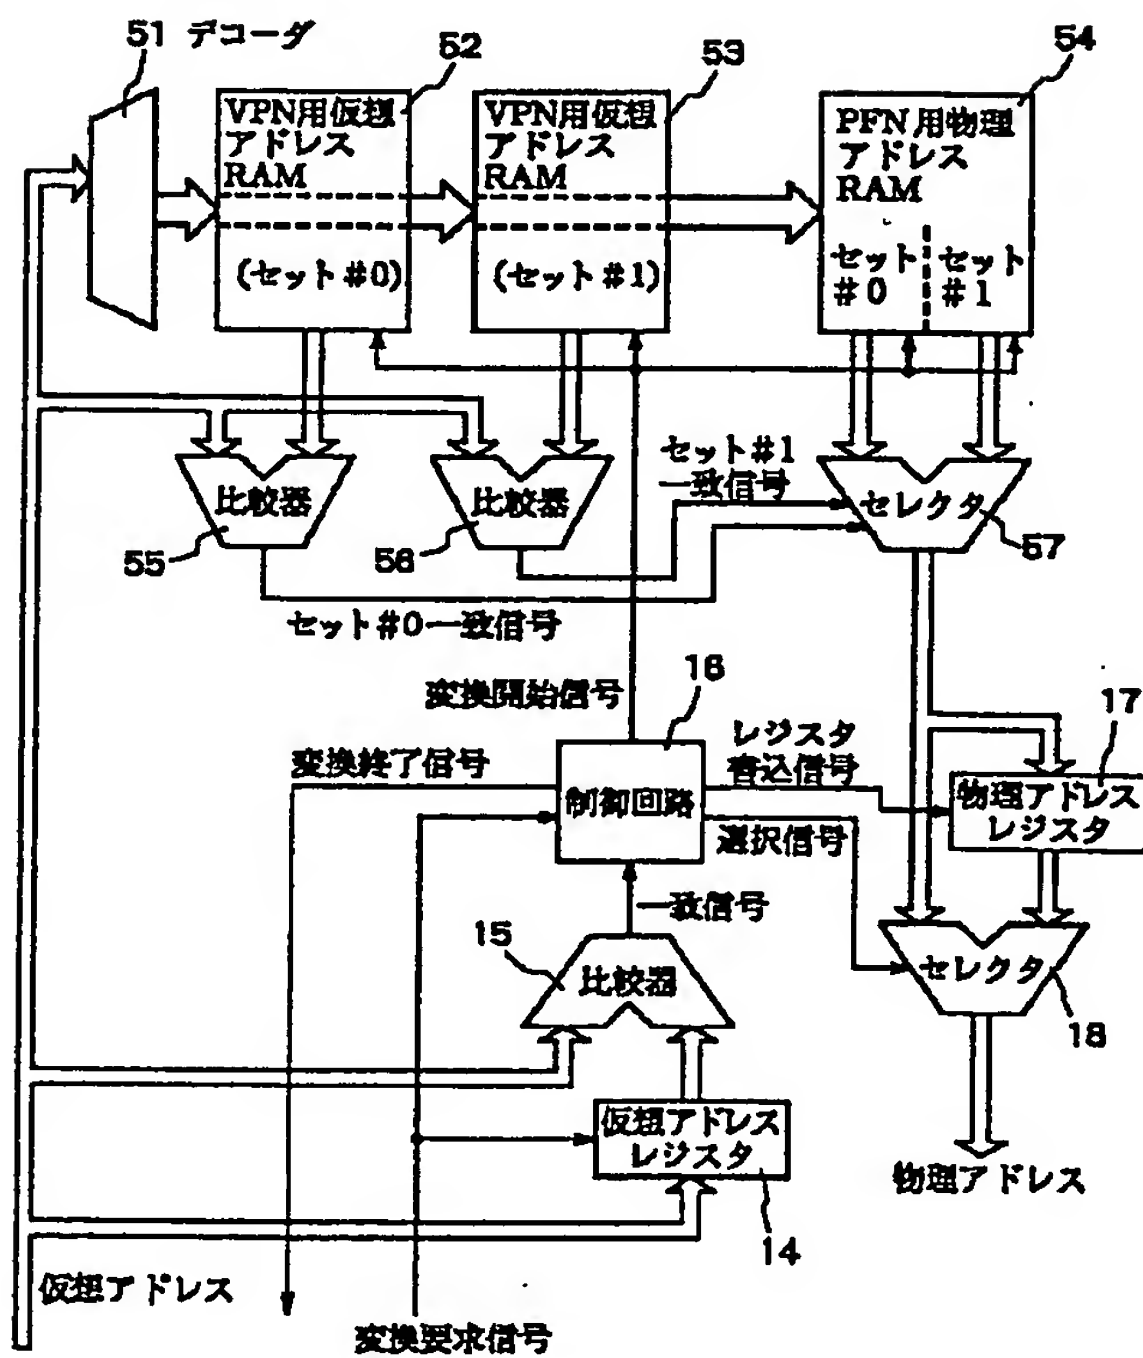 51 デコーダ
52
53
54
VPN用仮想
アドレス
RAM
(セット#0)
VPN用仮想
アドレス
RAM
(セット#1)
PFN用物理
アドレス
RAM
セット
#0
セット
#1
比較器
55
比較器
56
セット#1
一致信号
セレクタ
57
セット#0一致信号
変換開始信号
16
変換終了信号
制御回路
レジスタ
書込信号
選択信号
17
物理アドレス
レジスタ
一致信号
15
比較器
セレクタ
18
仮想アドレス
レジスタ
14
物理アドレス
仮想アドレス
変換要求信号